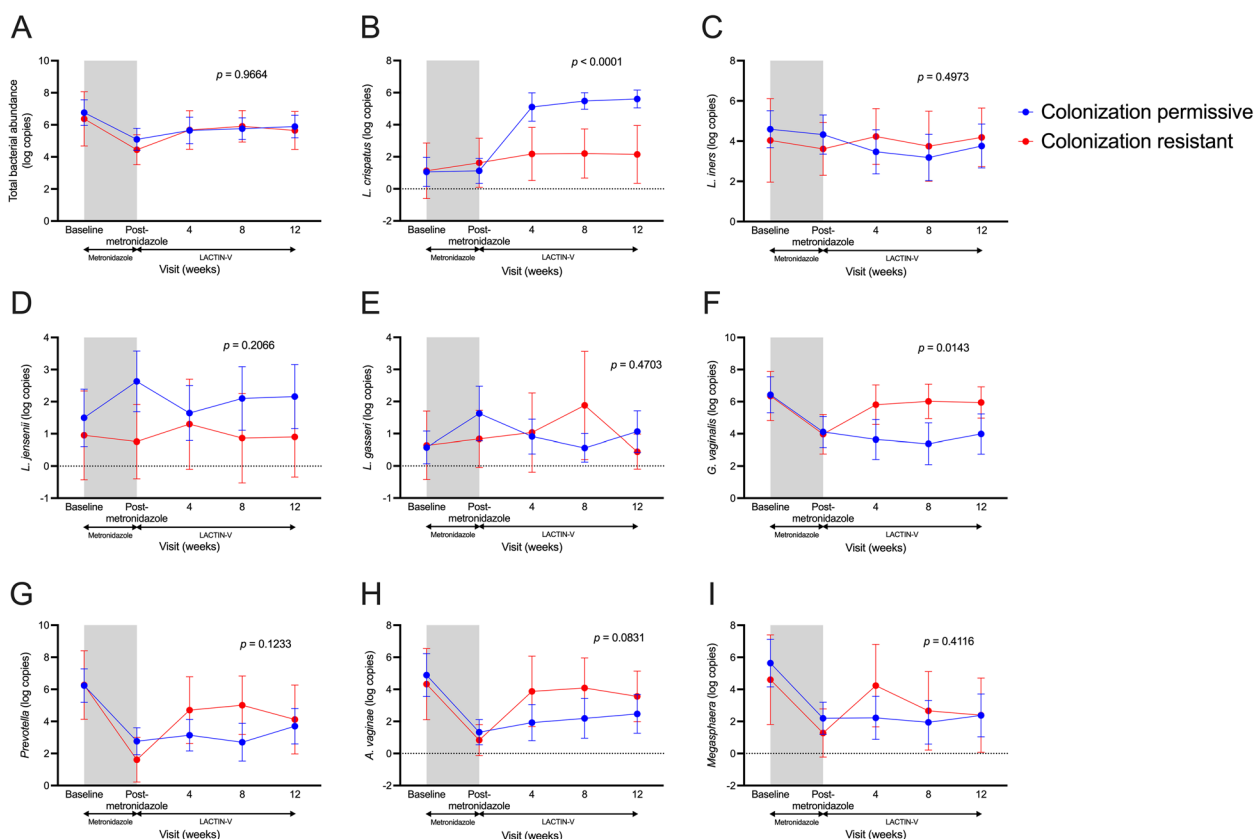 A
Total bacterial abundance
(log copies)
10
8
6
4
2
0
p = 0.9664
Baseline Post-metronidazole 4 8 12
Metronidazole LACTIN-V
Visit (weeks)
B
L. crispatus (log copies)
8
6
4
2
0
-2
p < 0.0001
Baseline Post-metronidazole 4 8 12
Metronidazole LACTIN-V
Visit (weeks)
C
L. iners (log copies)
8
6
4
2
0
p = 0.4973
Baseline Post-metronidazole 4 8 12
Metronidazole LACTIN-V
Visit (weeks)
Colonization permissive
Colonization resistant
D
L. jensenii (log copies)
4
3
2
1
0
-1
p = 0.2066
Baseline Post-metronidazole 4 8 12
Metronidazole LACTIN-V
Visit (weeks)
E
L. gasseri (log copies)
4
3
2
1
0
-1
p = 0.4703
Baseline Post-metronidazole 4 8 12
Metronidazole LACTIN-V
Visit (weeks)
F
G. vaginalis (log copies)
10
8
6
4
2
0
p = 0.0143
Baseline Post-metronidazole 4 8 12
Metronidazole LACTIN-V
Visit (weeks)
G
Prevotella (log copies)
10
8
6
4
2
0
p = 0.1233
Baseline Post-metronidazole 4 8 12
Metronidazole LACTIN-V
Visit (weeks)
H
A. vaginae (log copies)
8
6
4
2
0
-2
p = 0.0831
Baseline Post-metronidazole 4 8 12
Metronidazole LACTIN-V
Visit (weeks)
I
Megasphaera (log copies)
8
6
4
2
0
-2
p = 0.4116
Baseline Post-metronidazole 4 8 12
Metronidazole LACTIN-V
Visit (weeks)